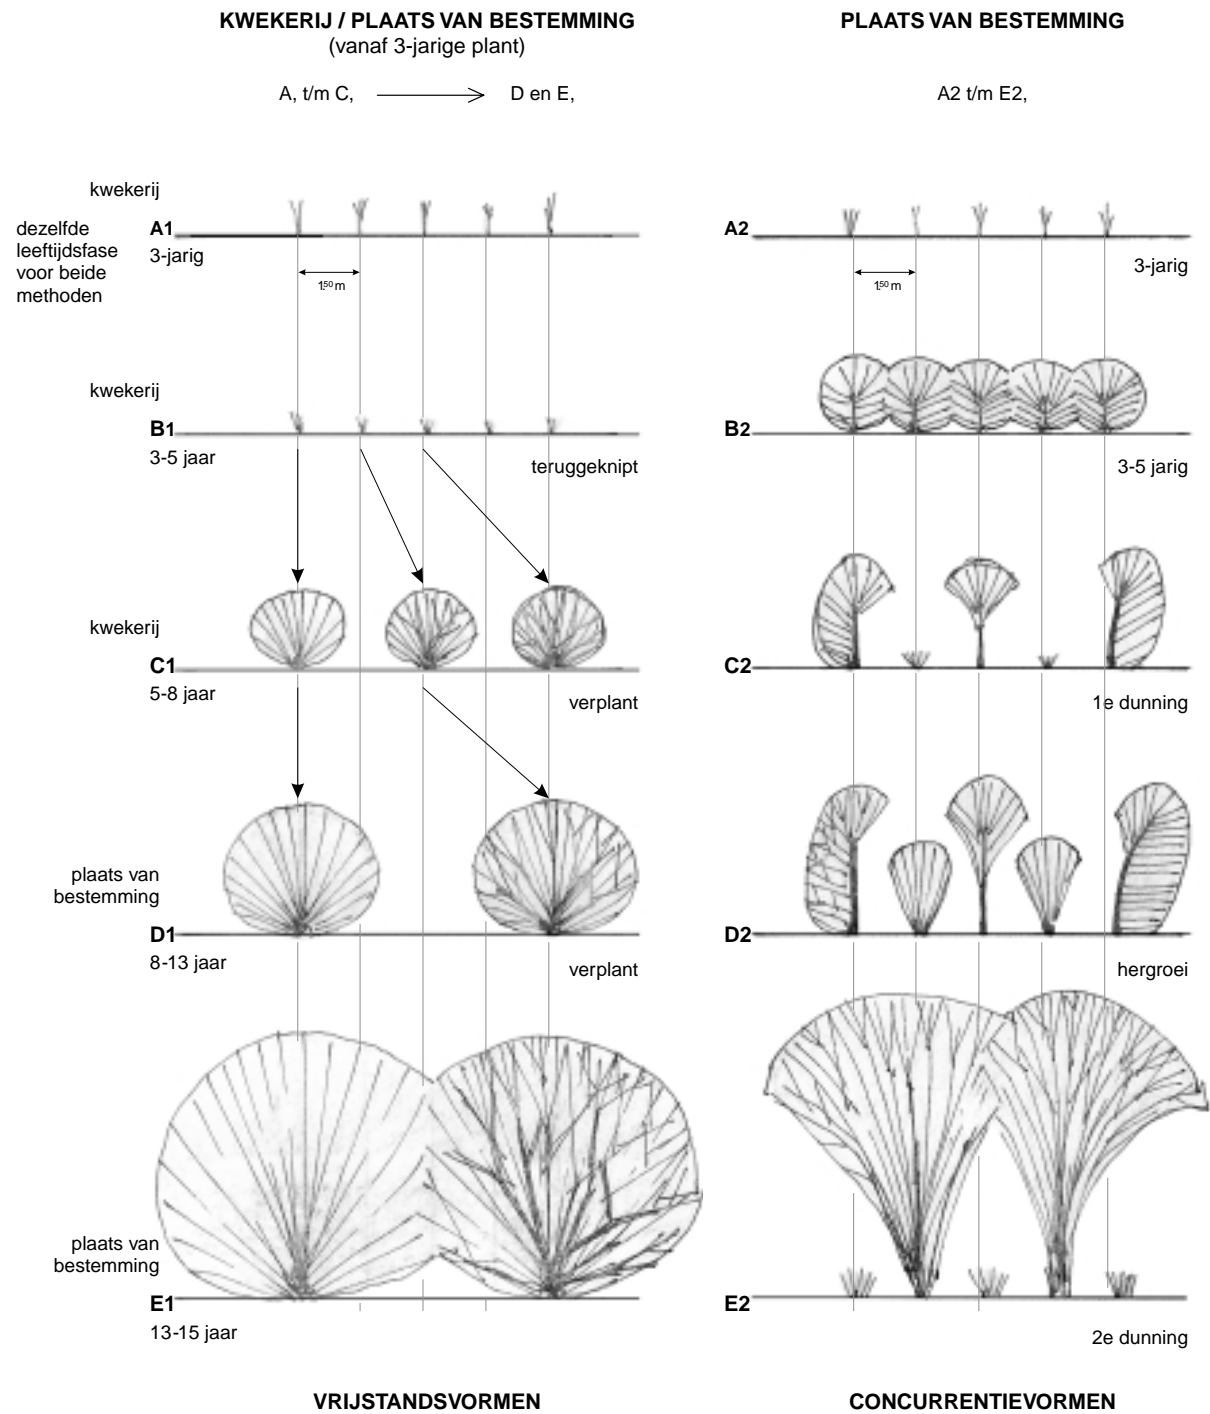 KWEKERIJ / PLAATS VAN BESTEMMING
(vanaf 3-jarige plant)
A, t/m C,
D en E,
PLAATS VAN BESTEMMING
A2 t/m E2,
kwekerij
dezelfde
leeftijdsfase
voor beide
methoden
A1
3-jarig
1⁵⁰ m
A2
3-jarig
1⁵⁰ m
kwekerij
B1
3-5 jaar
teruggeknipt
B2
3-5 jarig
kwekerij
C1
5-8 jaar
verplant
C2
1e dunning
plaats van
bestemming
D1
8-13 jaar
verplant
D2
hergroei
plaats van
bestemming
E1
13-15 jaar
E2
2e dunning
VRIJSTANDSVORMEN
CONCURRENTIEVORMEN